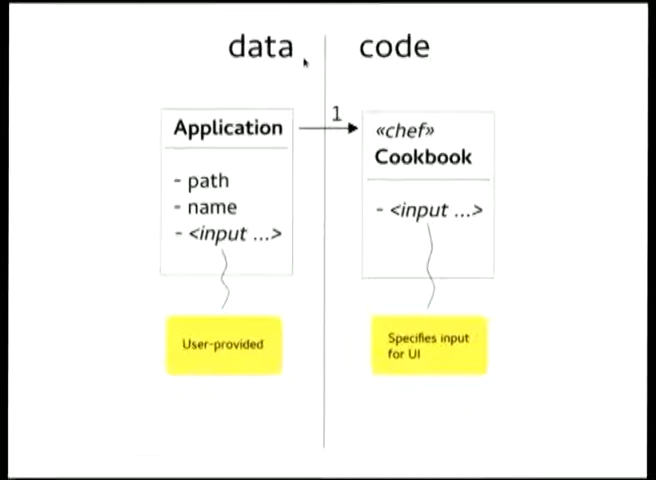 data
code
1
Application
- path
- name
- <input ...>
«chef»
Cookbook
- <input ...>
User-provided
Specifies input
for UI